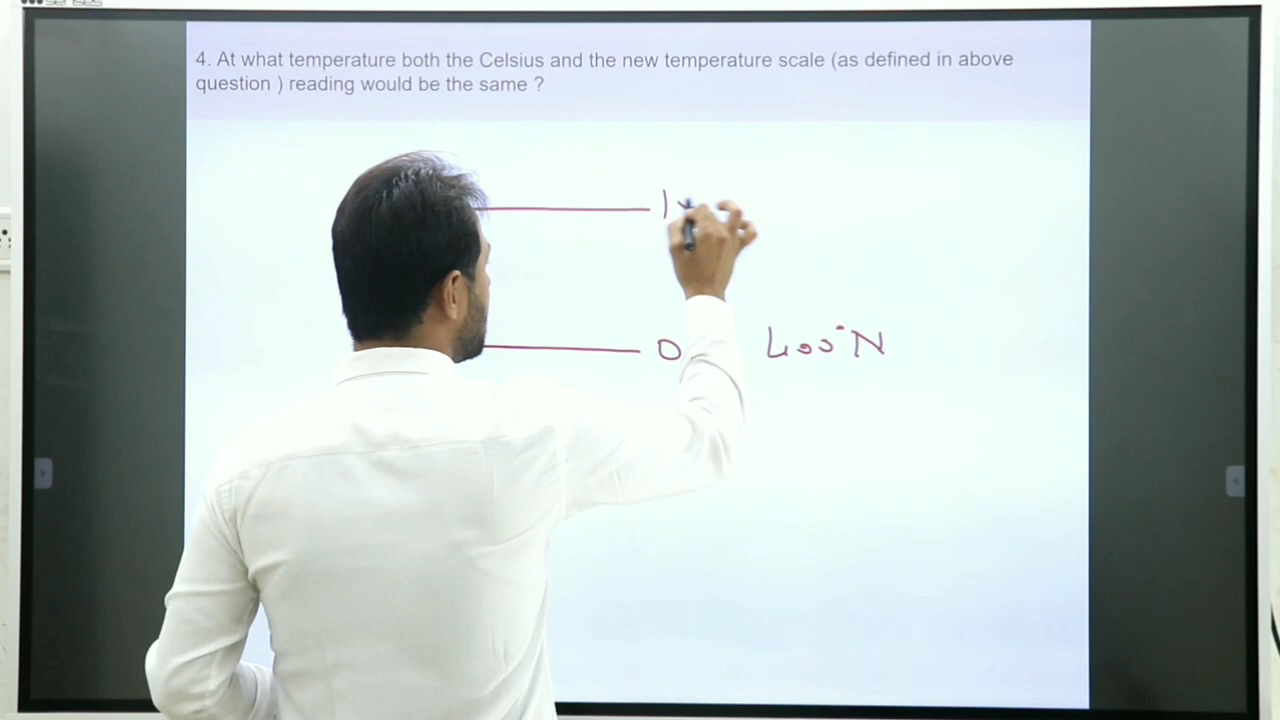 4. At what temperature both the Celsius and the new temperature scale (as defined in above
question ) reading would be the same ?
0 400°N